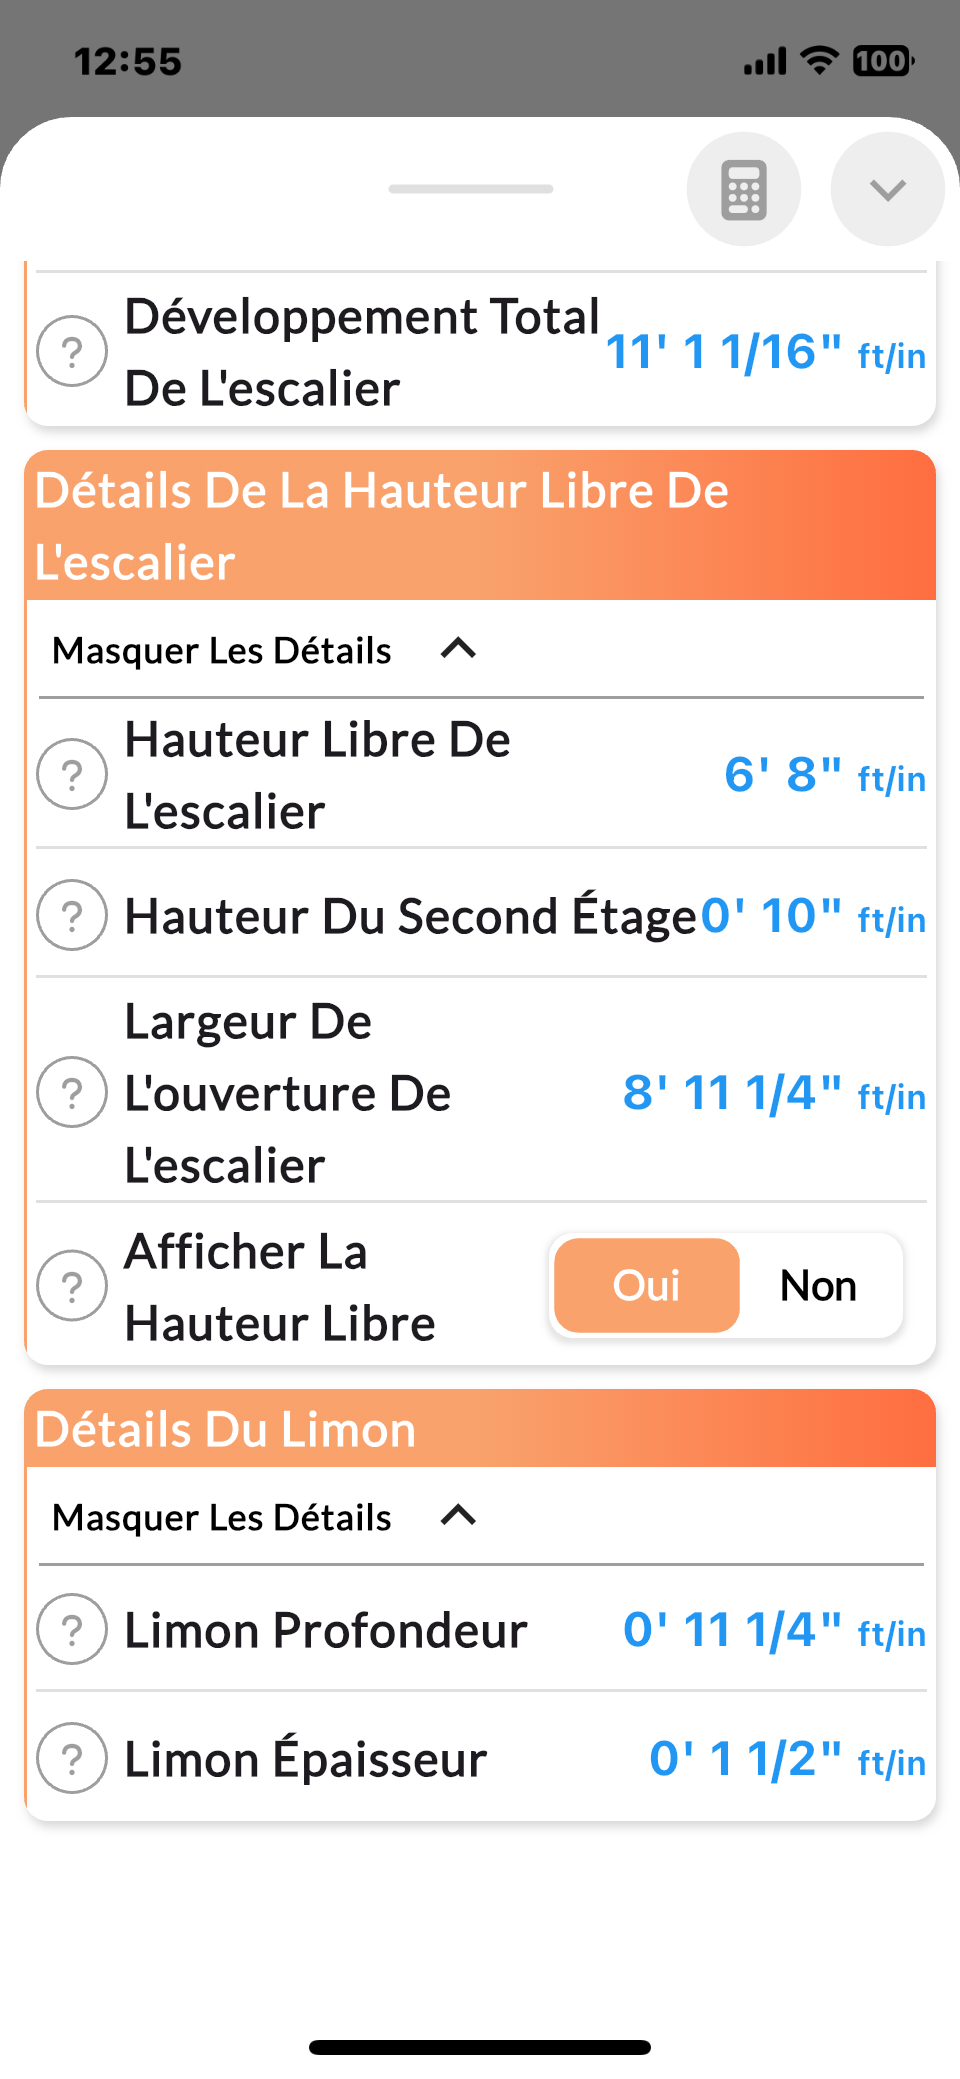 12:55
100
Développement Total
De L'escalier
11' 1 1/16" ft/in
Détails De La Hauteur Libre De
L'escalier
Masquer Les Détails
?
Hauteur Libre De
L'escalier
6' 8" ft/in
?
Hauteur Du Second Étage
0' 10" ft/in
?
Largeur De
L'ouverture De
L'escalier
8' 11 1/4" ft/in
?
Afficher La
Hauteur Libre
Oui
Non
Détails Du Limon
Masquer Les Détails
?
Limon Profondeur
0' 11 1/4" ft/in
?
Limon Épaisseur
0' 1 1/2" ft/in